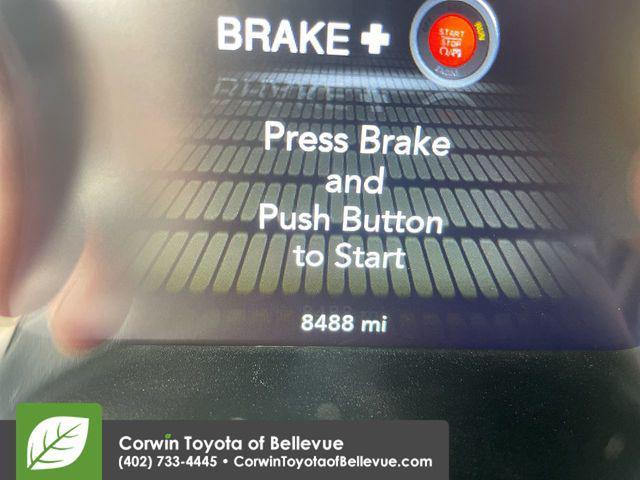 BRAKE +
START
STOP
RUN
Press Brake
and
Push Button
to Start
8488 mi
Corwin Toyota of Bellevue
(402) 733-4445 • CorwinToyotaofBellevue.com